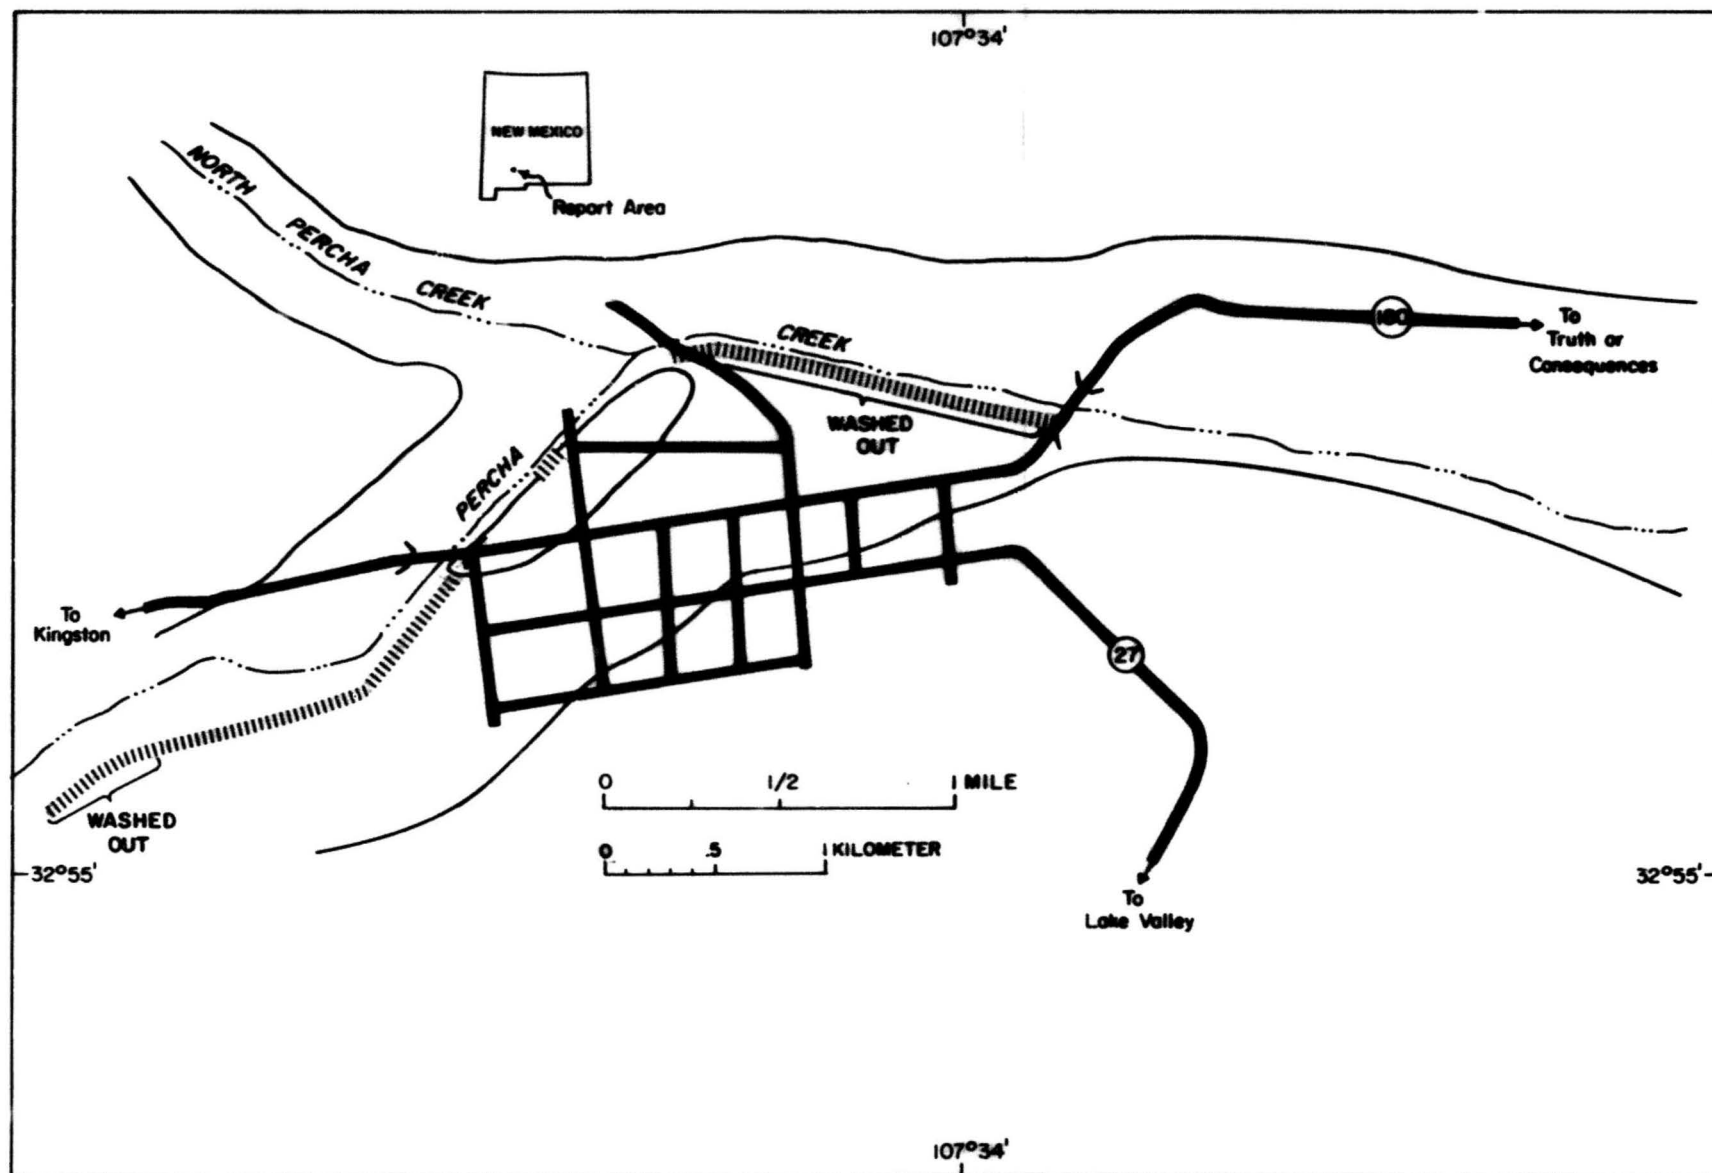 107°34'
NEW MEXICO
Report Area
NORTH PERCHA CREEK
PERCHA CREEK
To
Truth or
Consequences
WASHED
OUT
To
Kingston
27
0 1/2 1 MILE
0 .5 1 KILOMETER
WASHED
OUT
32°55'
32°55'
To
Lake Valley
107°34'